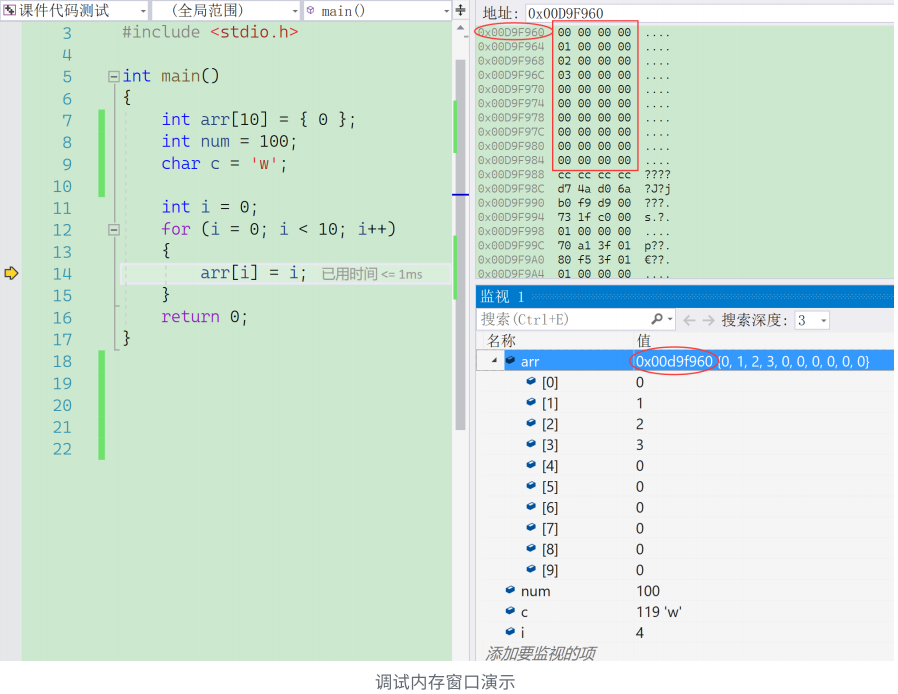 课件代码测试 (全局范围) main()
3 #include <stdio.h>
4
5 int main()
6 {
7 int arr[10] = { 0 };
8 int num = 100;
9 char c = 'w';
10
11 int i = 0;
12 for (i = 0; i < 10; i++)
13 {
14 arr[i] = i; 已用时间 <= 1ms
15 }
16 return 0;
17 }
18
19
20
21
22
地址: 0x00D9F960
0x00D9F960 00 00 00 00 ....
0x00D9F964 01 00 00 00 ....
0x00D9F968 02 00 00 00 ....
0x00D9F96C 03 00 00 00 ....
0x00D9F970 00 00 00 00 ....
0x00D9F974 00 00 00 00 ....
0x00D9F978 00 00 00 00 ....
0x00D9F97C 00 00 00 00 ....
0x00D9F980 00 00 00 00 ....
0x00D9F984 00 00 00 00 ....
0x00D9F988 cc cc cc cc ????
0x00D9F98C d7 4a d0 6a ?J?j
0x00D9F990 b0 f9 d9 00 ???.
0x00D9F994 73 1f c0 00 s.?.
0x00D9F998 01 00 00 00 ....
0x00D9F99C 70 a1 3f 01 p??.
0x00D9F9A0 80 f5 3f 01 €??.
0x00D9F9A4 01 00 00 00 ....
监视 1
搜索(Ctrl+E) 搜索深度: 3
名称 值
arr 0x00d9f960 {0, 1, 2, 3, 0, 0, 0, 0, 0, 0}
[0] 0
[1] 1
[2] 2
[3] 3
[4] 0
[5] 0
[6] 0
[7] 0
[8] 0
[9] 0
num 100
c 119 'w'
i 4
添加要监视的项
调试内存窗口演示